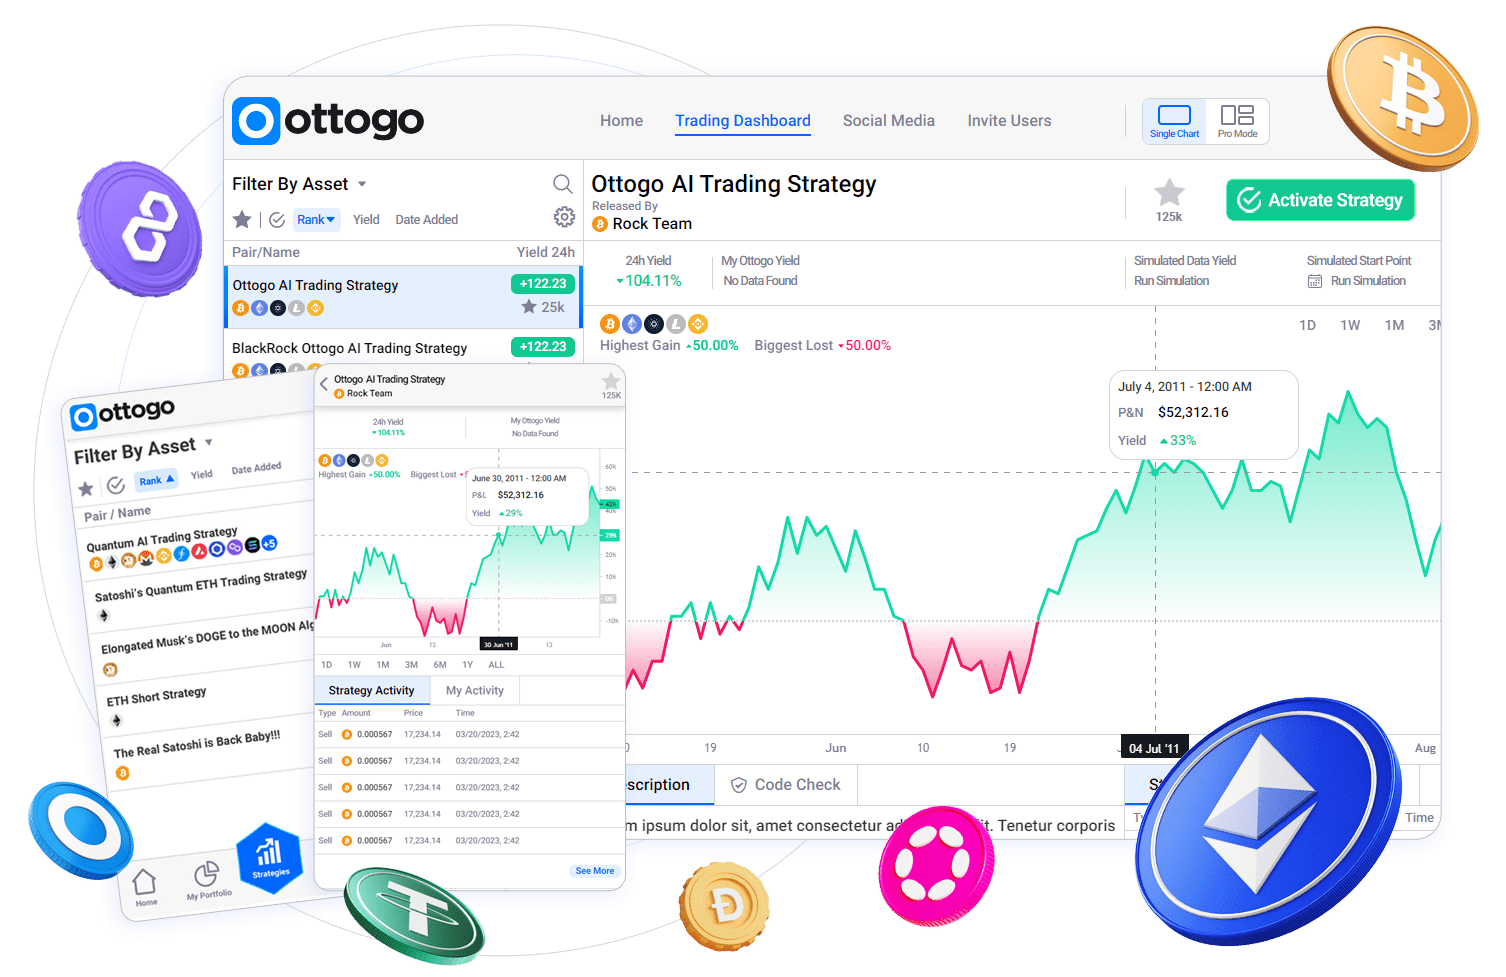 ottogo
Home
Trading Dashboard
Social Media
Invite Users
Single Chart
Pro Mode
Filter By Asset
Rank
Yield
Date Added
Pair/Name
Yield 24h
Ottogo AI Trading Strategy
+122.23
25k
BlackRock Ottogo AI Trading Strategy
+122.23
Ottogo AI Trading Strategy
Released By
Rock Team
125k
Activate Strategy
24h Yield
104.11%
My Ottogo Yield
No Data Found
Simulated Data Yield
Run Simulation
Simulated Start Point
Run Simulation
1D 1W 1M 3M
Highest Gain 50.00% Biggest Lost 50.00%
July 4, 2011 - 12:00 AM
P&N $52,312.16
Yield 33%
19 Jun 10 19 04 Jul '11 Aug
scription
Code Check
m ipsum dolor sit, amet consectetur ad it. Tenetur corporis
Time
ottogo
Filter By Asset
Rank
Yield
Date Added
Pair / Name
Quantum AI Trading Strategy
+5
Satoshi's Quantum ETH Trading Strategy
Elongated Musk's DOGE to the MOON Alg
ETH Short Strategy
The Real Satoshi is Back Baby!!!
Home
My Portfolio
Strategies
Ottogo AI Trading Strategy
Rock Team
125K
24h Yield
104.11%
My Ottogo Yield
No Data Found
Highest Gain 50.00% Biggest Lost
June 30, 2011 - 12:00 AM
P&L $52,312.16
Yield 29%
60%
50%
40%
29%
20%
10%
-10%
Jun 13 30 Jun '11 13
1D 1W 1M 3M 6M 1Y ALL
Strategy Activity
My Activity
Type Amount Price Time
Sell 0.000567 17,234.14 03/20/2023, 2:42
Sell 0.000567 17,234.14 03/20/2023, 2:42
Sell 0.000567 17,234.14 03/20/2023, 2:42
Sell 0.000567 17,234.14 03/20/2023, 2:42
Sell 0.000567 17,234.14 03/20/2023, 2:42
See More